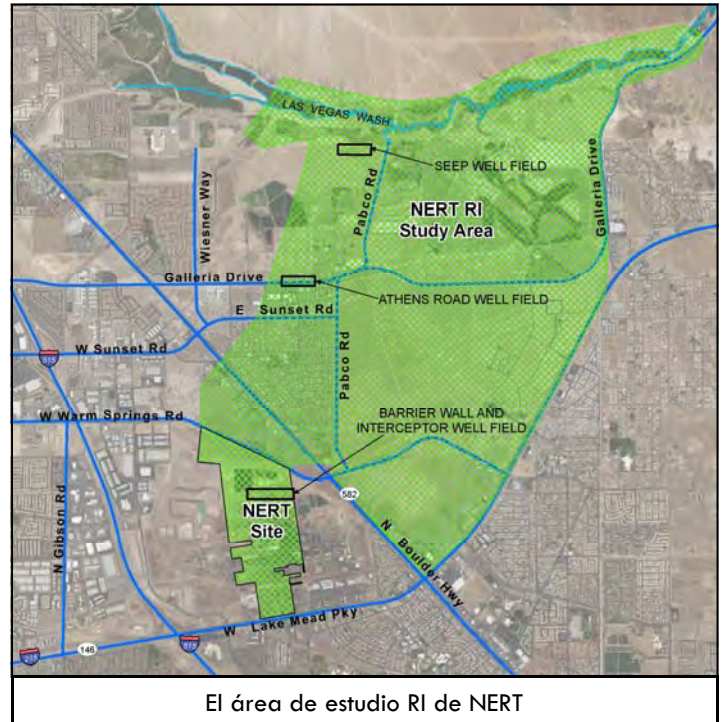 LAS VEGAS WASH
SEEP WELL FIELD
Wiesner Way
Pabco Rd
NERT RI
Study Area
Galleria Drive
Galleria Drive
ATHENS ROAD WELL FIELD
E Sunset Rd
W Sunset Rd
515
Pabco Rd
W Warm Springs Rd
BARRIER WALL AND
INTERCEPTOR WELL FIELD
N Gibson Rd
NERT
Site
582
N Boulder Hwy
W Lake Mead Pky
515
146
215
El área de estudio RI de NERT